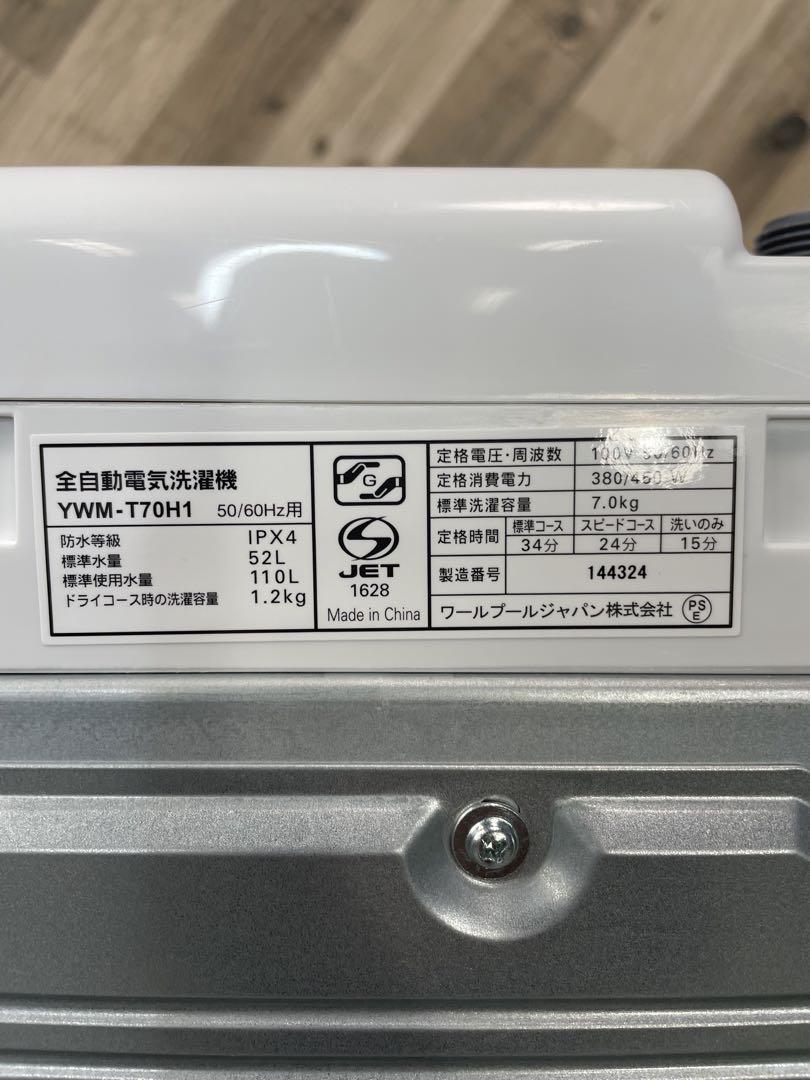 全自動電気洗濯機
YWM-T70H1 50/60Hz用
防水等級 IPX4
標準水量 52L
標準使用水量 110L
ドライコース時の洗濯容量 1.2kg
G
S
JET
1628
Made in China
定格電圧・周波数 100V 50/60Hz
定格消費電力 380/450 W
標準洗濯容量 7.0kg
定格時間 標準コース スピードコース 洗いのみ
34分 24分 15分
製造番号 144324
ワールプールジャパン株式会社 PSE